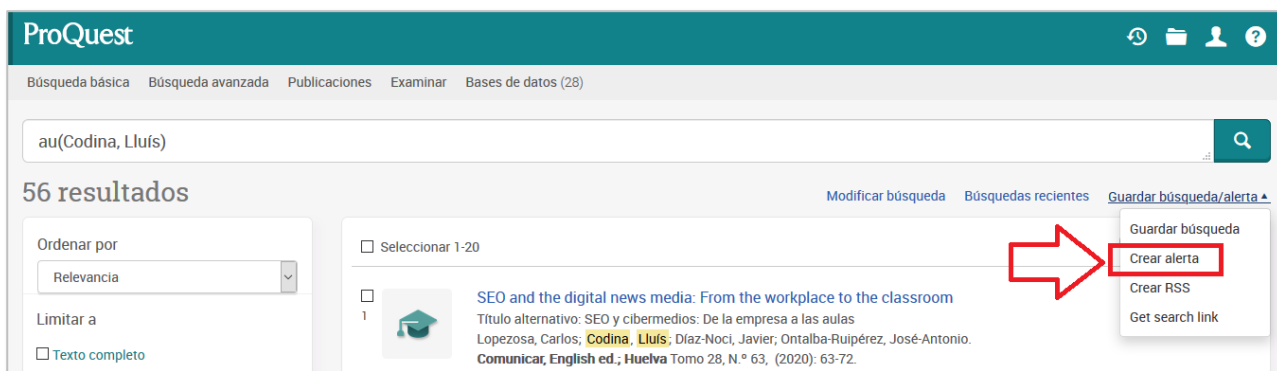 ProQuest
Búsqueda básica Búsqueda avanzada Publicaciones Examinar Bases de datos (28)
au(Codina, Lluís)
56 resultados
Modificar búsqueda Búsquedas recientes Guardar búsqueda/alerta
Guardar búsqueda
Crear alerta
Crear RSS
Get search link
Ordenar por
Relevancia
Limitar a
Texto completo
Seleccionar 1-20
1
SEO and the digital news media: From the workplace to the classroom
Título alternativo: SEO y cibermedios: De la empresa a las aulas
Lopezosa, Carlos; Codina, Lluís; Díaz-Noci, Javier; Ontalba-Ruipérez, José-Antonio.
Comunicar, English ed.; Huelva Tomo 28, N.º 63, (2020): 63-72.